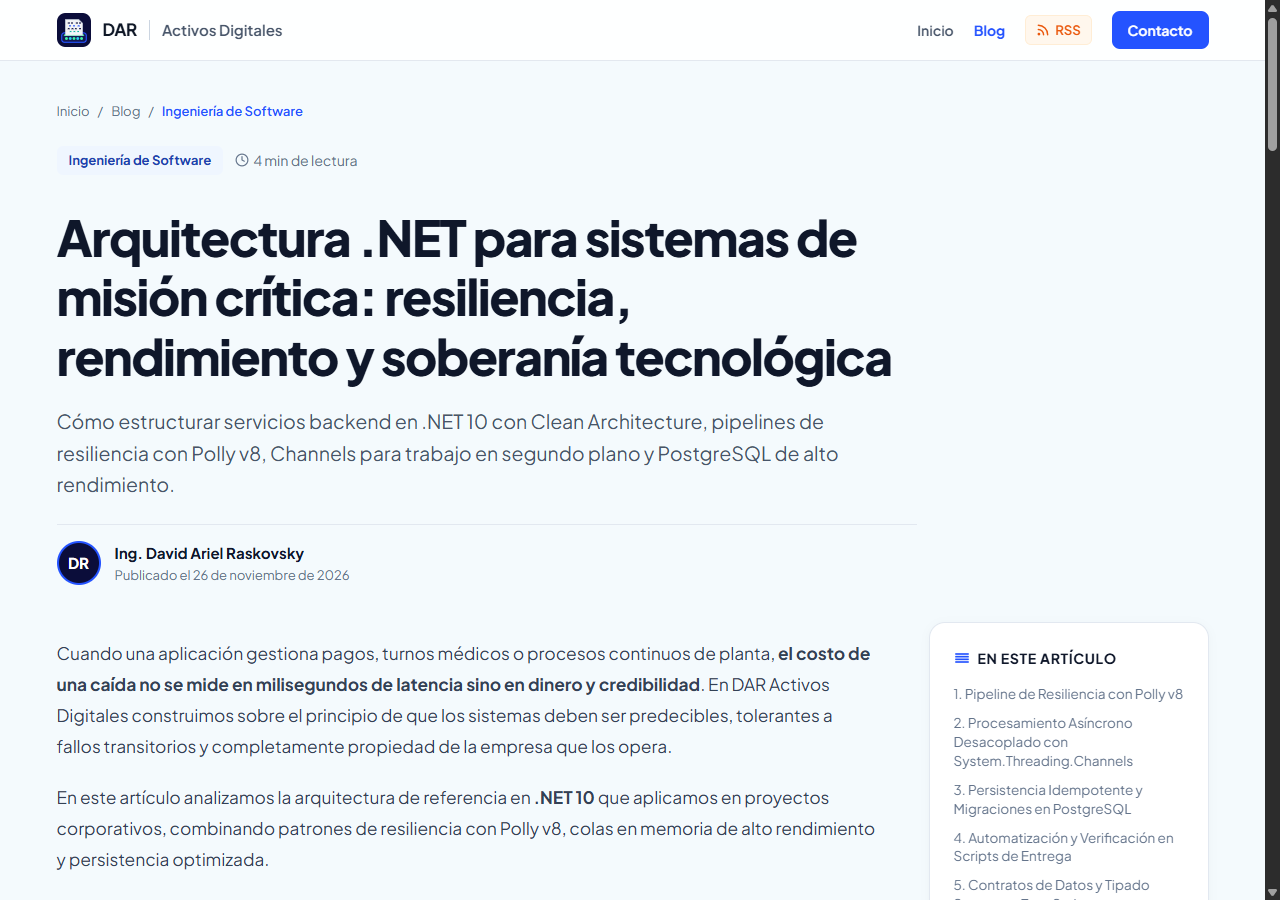 DAR
Activos Digitales
Inicio
Blog
RSS
Contacto
Inicio / Blog / Ingeniería de Software
Ingeniería de Software
4 min de lectura
Arquitectura .NET para sistemas de
misión crítica: resiliencia,
rendimiento y soberanía tecnológica
Cómo estructurar servicios backend en .NET 10 con Clean Architecture, pipelines de
resiliencia con Polly v8, Channels para trabajo en segundo plano y PostgreSQL de alto
rendimiento.
DR
Ing. David Ariel Raskovsky
Publicado el 26 de noviembre de 2026
Cuando una aplicación gestiona pagos, turnos médicos o procesos continuos de planta, el costo de
una caída no se mide en milisegundos de latencia sino en dinero y credibilidad. En DAR Activos
Digitales construimos sobre el principio de que los sistemas deben ser predecibles, tolerantes a
fallos transitorios y completamente propiedad de la empresa que los opera.
En este artículo analizamos la arquitectura de referencia en .NET 10 que aplicamos en proyectos
corporativos, combinando patrones de resiliencia con Polly v8, colas en memoria de alto rendimiento
y persistencia optimizada.
EN ESTE ARTÍCULO
1. Pipeline de Resiliencia con Polly v8
2. Procesamiento Asíncrono
Desacoplado con
System.Threading.Channels
3. Persistencia Idempotente y
Migraciones en PostgreSQL
4. Automatización y Verificación en
Scripts de Entrega
5. Contratos de Datos y Tipado